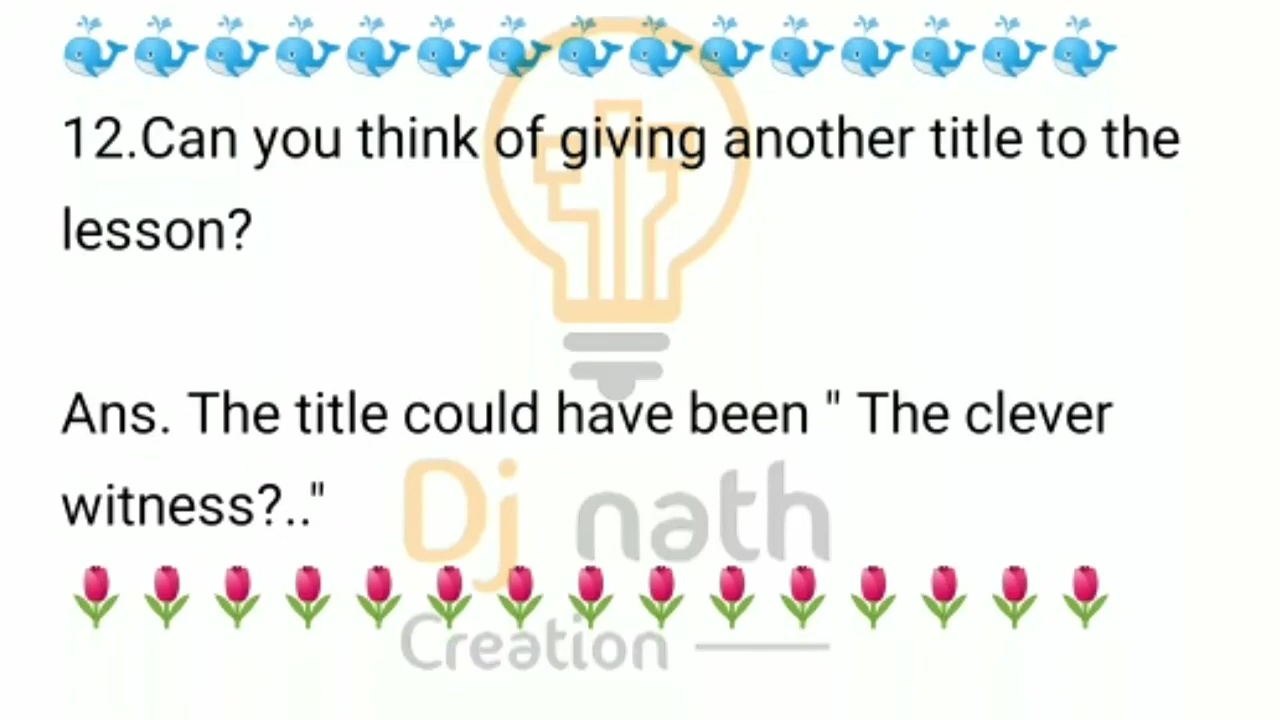 12.Can you think of giving another title to the
lesson?
Ans. The title could have been " The clever
witness?.."
Dj nath
Creation